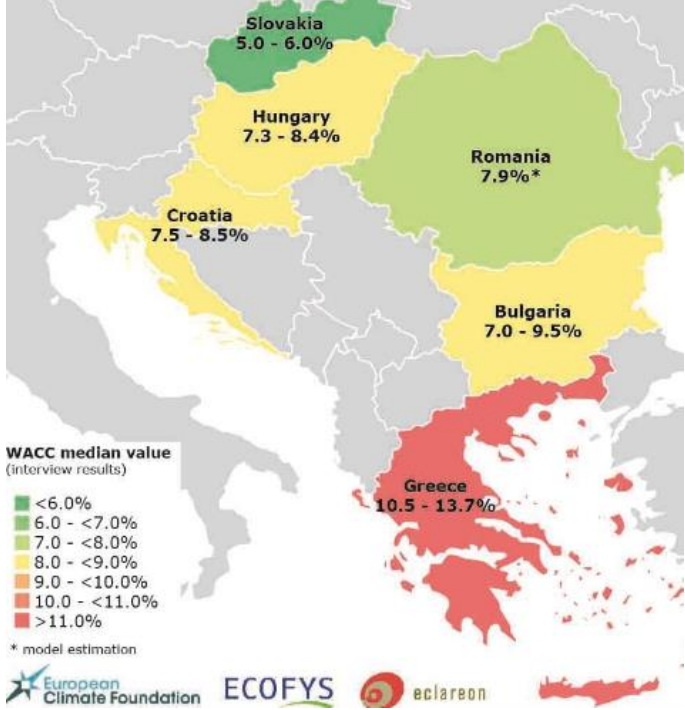 Slovakia
5.0 - 6.0%
Hungary
7.3 - 8.4%
Romania
7.9%*
Croatia
7.5 - 8.5%
Bulgaria
7.0 - 9.5%
Greece
10.5 - 13.7%
WACC median value
(interview results)
<6.0%
6.0 - <7.0%
7.0 - <8.0%
8.0 - <9.0%
9.0 - <10.0%
10.0 - <11.0%
>11.0%
* model estimation
European
Climate Foundation
ECOFYS
eclareon